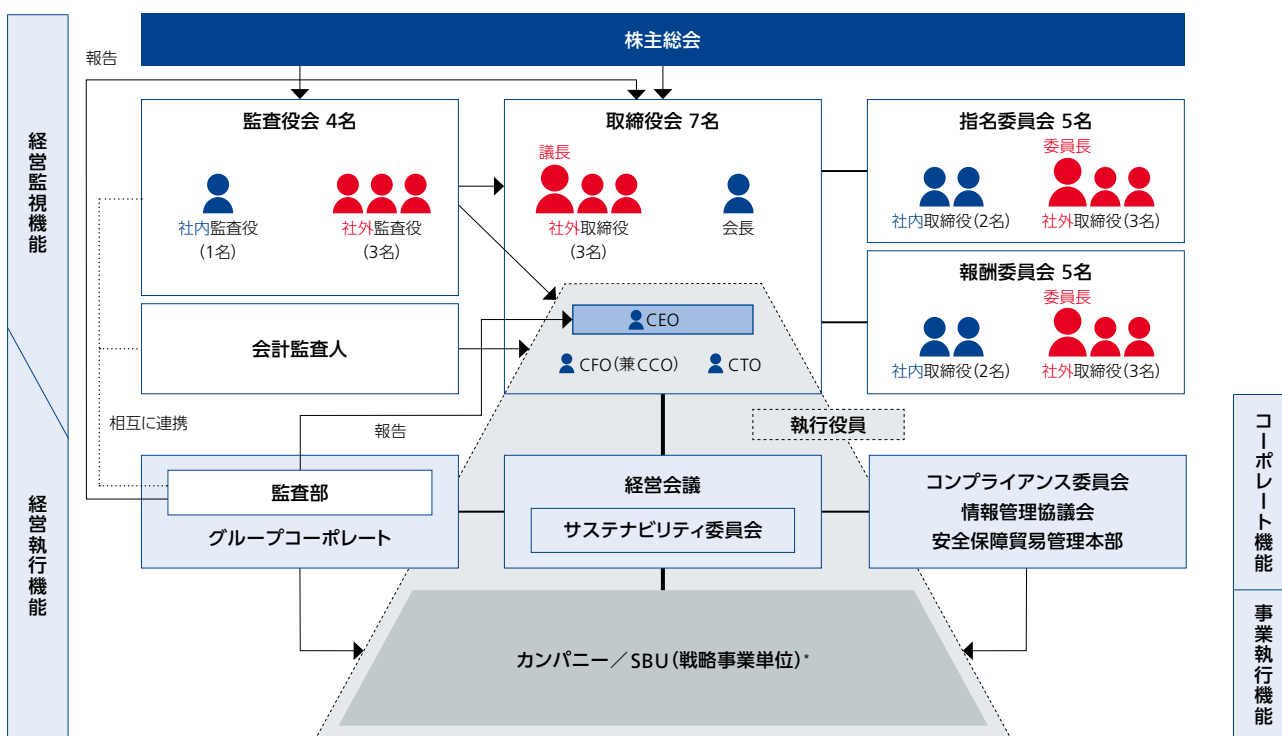 株主総会
報告
経営監視機能
監査役会 4名
社内監査役
(1名)
社外監査役
(3名)
取締役会 7名
議長
社外取締役
(3名)
会長
指名委員会 5名
委員長
社内取締役(2名)
社外取締役(3名)
報酬委員会 5名
委員長
社内取締役(2名)
社外取締役(3名)
会計監査人
CEO
CFO(兼CCO)
CTO
相互に連携
報告
執行役員
経営執行機能
監査部
グループコーポレート
経営会議
サステナビリティ委員会
コンプライアンス委員会
情報管理協議会
安全保障貿易管理本部
コーポレート機能
カンパニー/SBU(戦略事業単位)*
事業執行機能